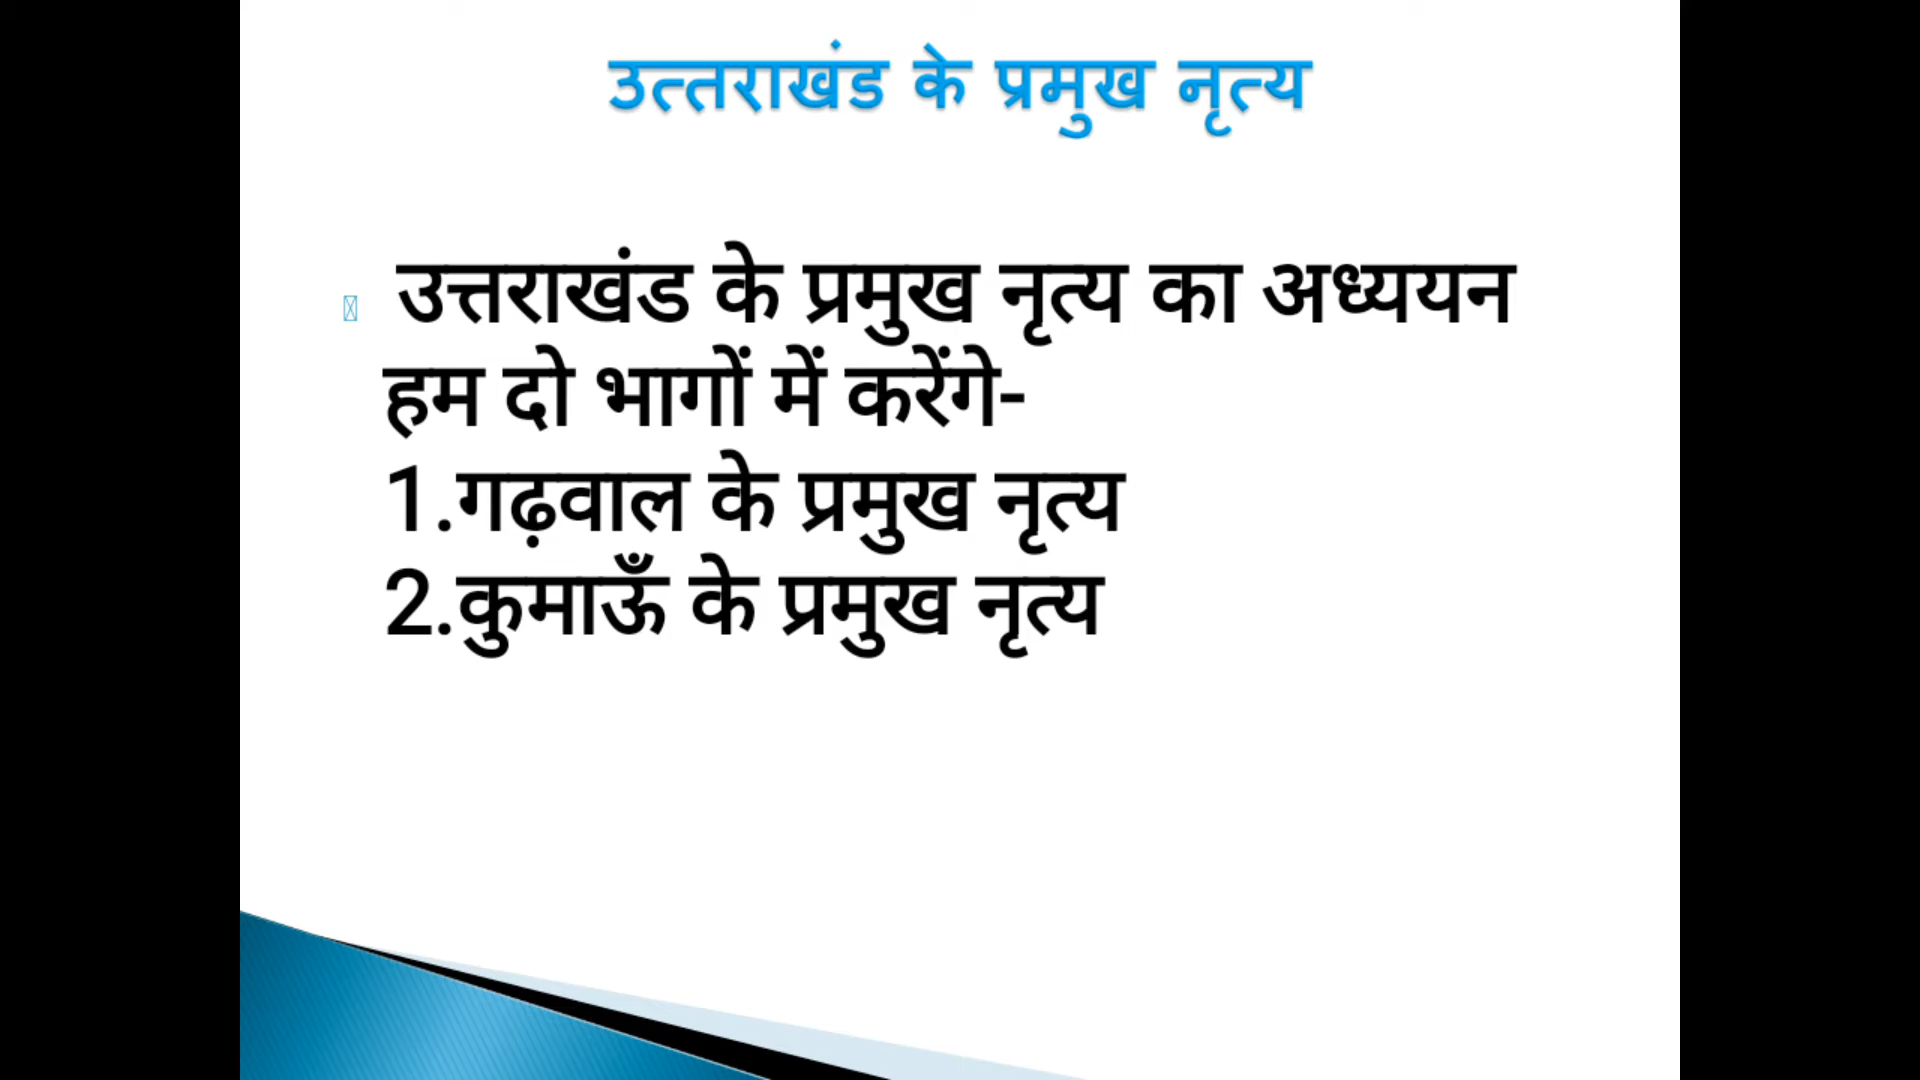 उत्तराखंड के प्रमुख नृत्य
उत्तराखंड के प्रमुख नृत्य का अध्ययन
हम दो भागों में करेंगे-
1.गढ़वाल के प्रमुख नृत्य
2.कुमाऊँ के प्रमुख नृत्य